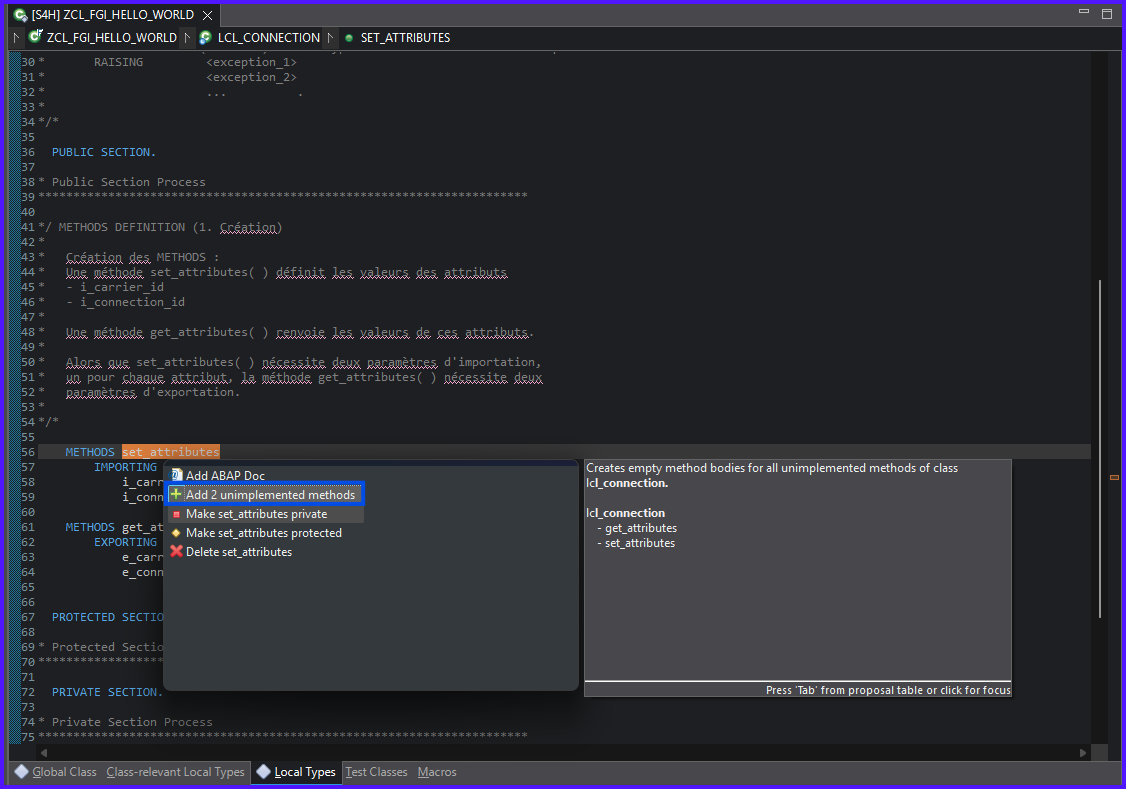 [S4H] ZCL_FGI_HELLO_WORLD
ZCL_FGI_HELLO_WORLD LCL_CONNECTION SET_ATTRIBUTES
30 * RAISING <exception_1>
31 * <exception_2>
32 * ... .
33 *
34 */*
35
36 PUBLIC SECTION.
37
38 * Public Section Process
39 **********************************************************************
40
41 */ METHODS DEFINITION (1. Création)
42 *
43 * Création des METHODS :
44 * Une méthode set_attributes( ) définit les valeurs des attributs
45 * - i_carrier_id
46 * - i_connection_id
47 *
48 * Une méthode get_attributes( ) renvoie les valeurs de ces attributs.
49 *
50 * Alors que set_attributes( ) nécessite deux paramètres d'importation,
51 * un pour chaque attribut, la méthode get_attributes( ) nécessite deux
52 * paramètres d'exportation.
53 *
54 */*
55
56 METHODS set_attributes
57 IMPORTING
58 i_carr
59 i_conn
60
61 METHODS get_at
62 EXPORTING
63 e_carr
64 e_conn
65
66
67 PROTECTED SECTIO
68
69 * Protected Sectio
70 ******************
71
72 PRIVATE SECTION.
73
74 * Private Section Process
75 **********************************************************************
Add ABAP Doc
Add 2 unimplemented methods
Make set_attributes private
Make set_attributes protected
Delete set_attributes
Creates empty method bodies for all unimplemented methods of class
lcl_connection.
lcl_connection
- get_attributes
- set_attributes
Press 'Tab' from proposal table or click for focus
Global Class Class-relevant Local Types Local Types Test Classes Macros